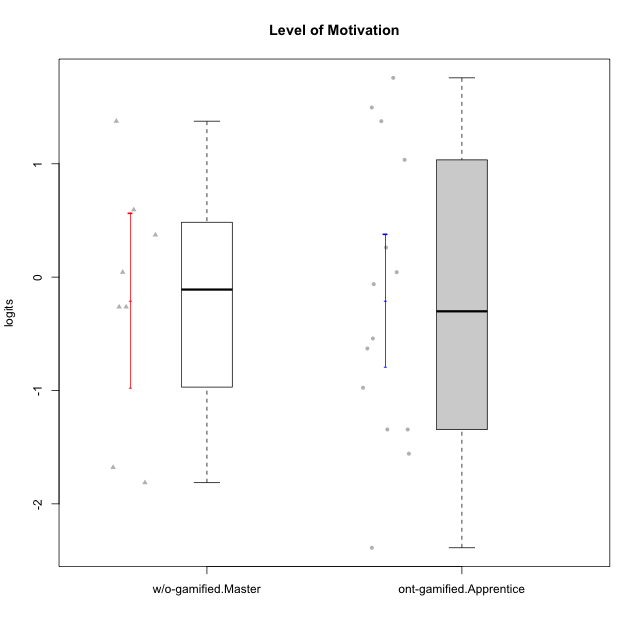 Level of Motivation
logits
1
0
-1
-2
w/o-gamified.Master
ont-gamified.Apprentice